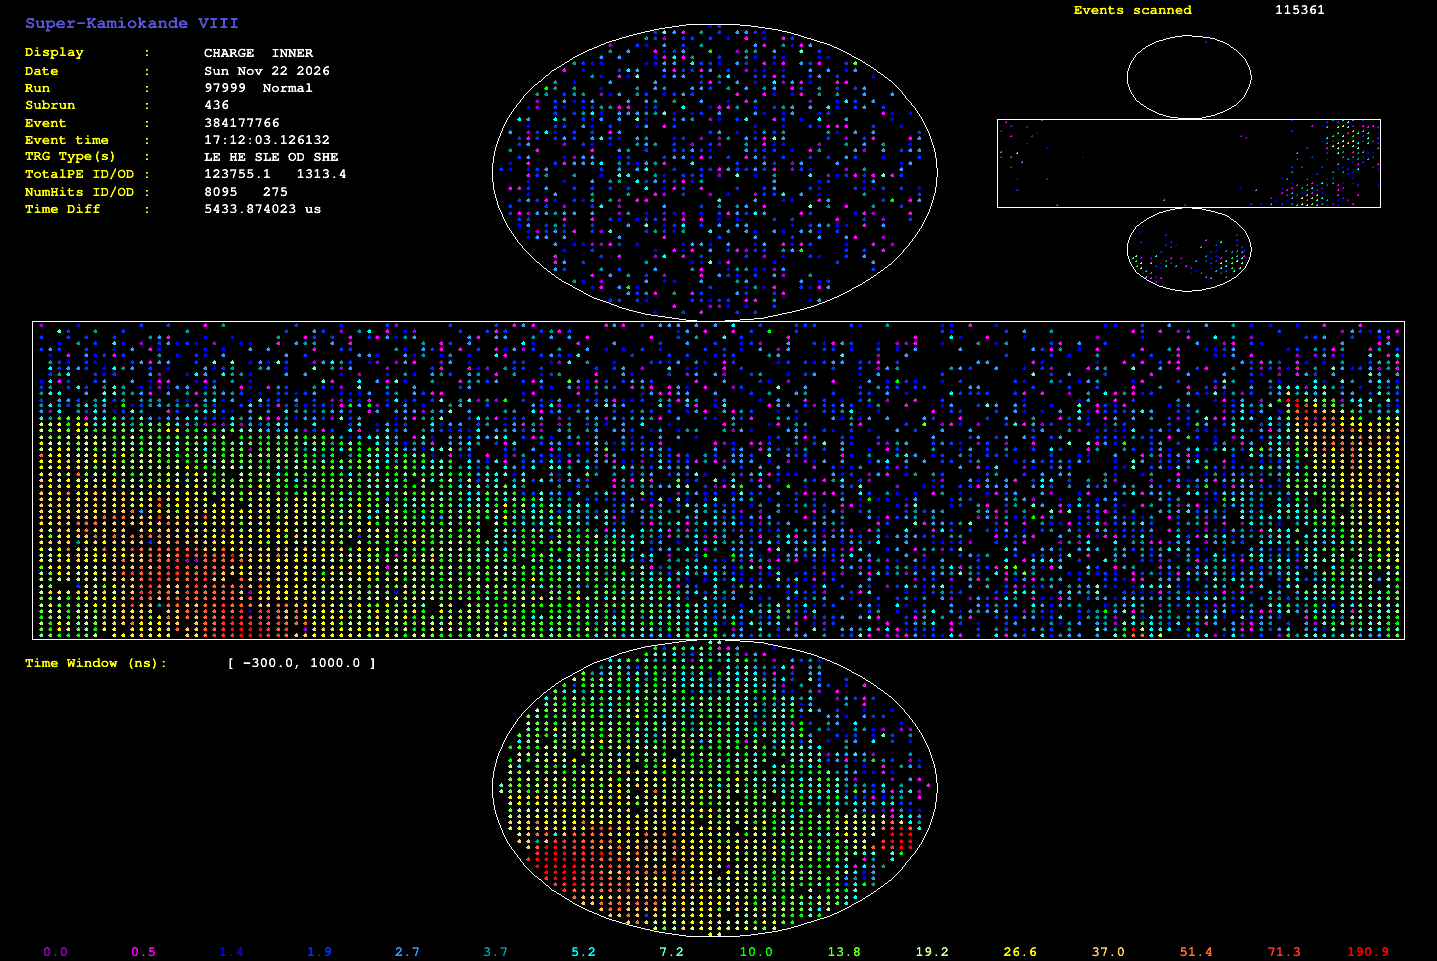 Super-Kamiokande VIII
Display : CHARGE INNER
Date : Sun Nov 22 2026
Run : 97999 Normal
Subrun : 436
Event : 384177766
Event time : 17:12:03.126132
TRG Type(s) : LE HE SLE OD SHE
TotalPE ID/OD : 123755.1 1313.4
NumHits ID/OD : 8095 275
Time Diff : 5433.874023 us
Events scanned 115361
Time Window (ns): [ -300.0, 1000.0 ]
0.0 0.5 1.4 1.9 2.7 3.7 5.2 7.2 10.0 13.8 19.2 26.6 37.0 51.4 71.3 190.9